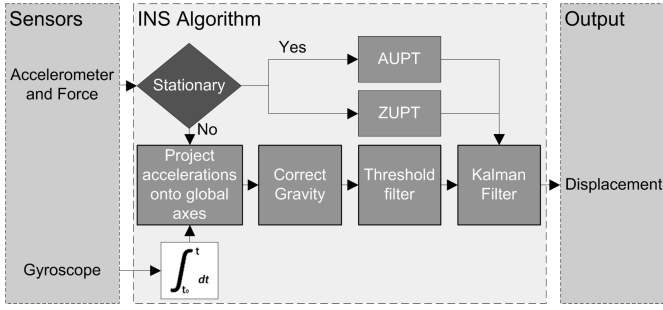 Sensors
INS Algorithm
Output
Accelerometer
and Force
Stationary
Yes
AUPT
ZUPT
No
Project
accelerations
onto global
axes
Correct
Gravity
Threshold
filter
Kalman
Filter
Displacement
Gyroscope
∫ t t₀ dt